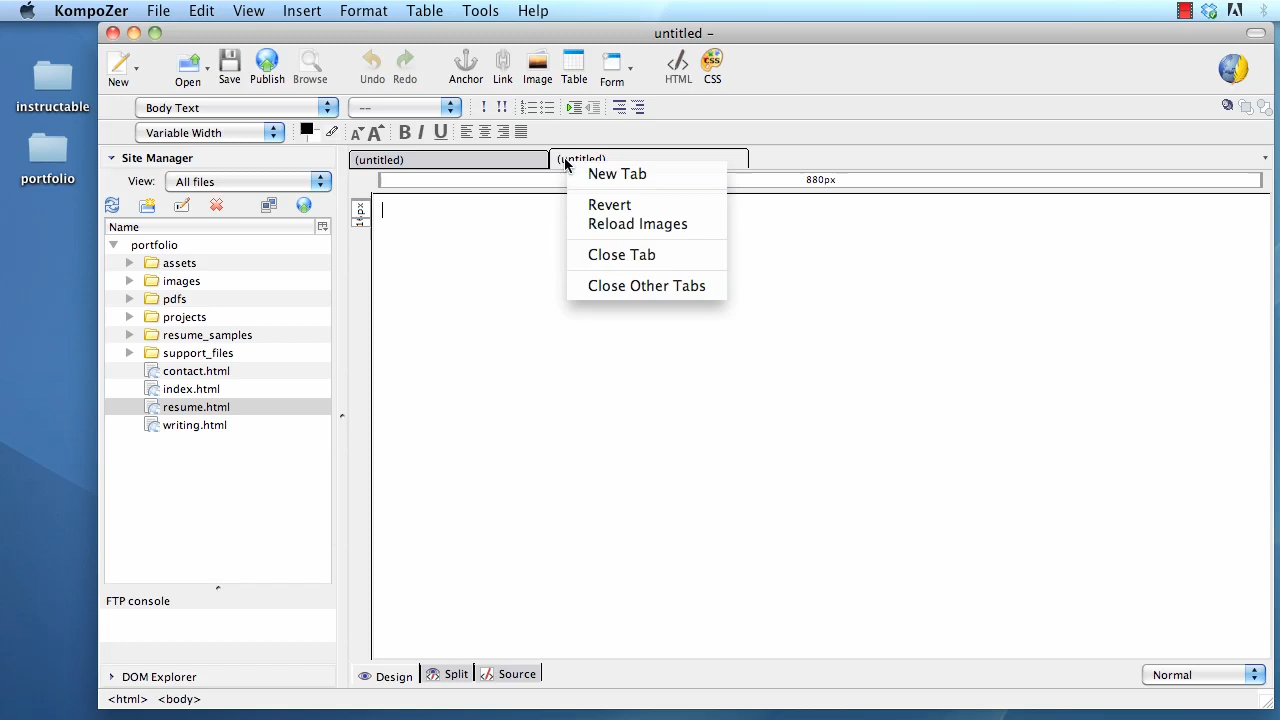 KompoZer File Edit View Insert Format Table Tools Help
untitled –
New Open Save Publish Browse Undo Redo Anchor Link Image Table Form HTML CSS
CSS
Body Text --
! !!
Variable Width A A B I U
Site Manager
(untitled)
(untitled)
View: All files
880px
Name
portfolio
assets
images
pdfs
projects
resume_samples
support_files
contact.html
index.html
resume.html
writing.html
New Tab
Revert
Reload Images
Close Tab
Close Other Tabs
instructable
portfolio
FTP console
DOM Explorer
Design Split Source Normal
<html> <body>